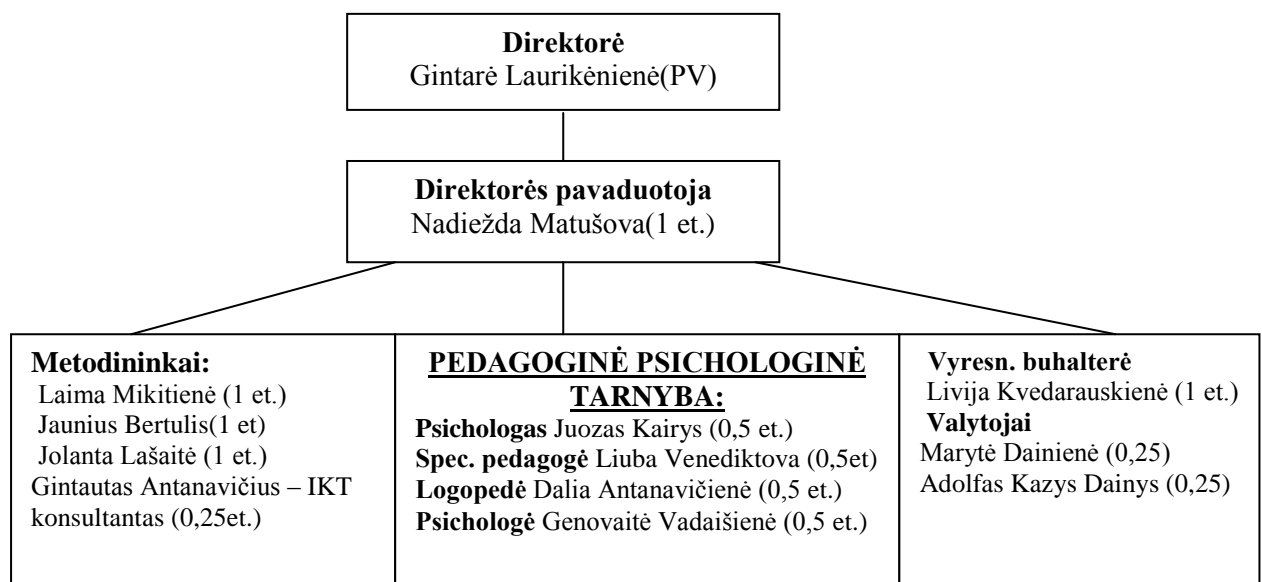 Direktorė
Gintarė Laurikėnienė(PV)
Direktorės pavaduotoja
Nadiežda Matušova(1 et.)
Metodininkai:
Laima Mikitienė (1 et.)
Jaunius Bertulis(1 et)
Jolanta Lašaitė (1 et.)
Gintautas Antanavičius – IKT
konsultantas (0,25et.)
PEDAGOGINĖ PSICHOLOGINĖ
TARNYBA:
Psichologas Juozas Kairys (0,5 et.)
Spec. pedagogė Liuba Venediktova (0,5et)
Logopedė Dalia Antanavičienė (0,5 et.)
Psichologė Genovaitė Vadaišienė (0,5 et.)
Vyresn. buhalterė
Livija Kvedarauskienė (1 et.)
Valytojai
Marytė Dainienė (0,25)
Adolfas Kazys Dainys (0,25)